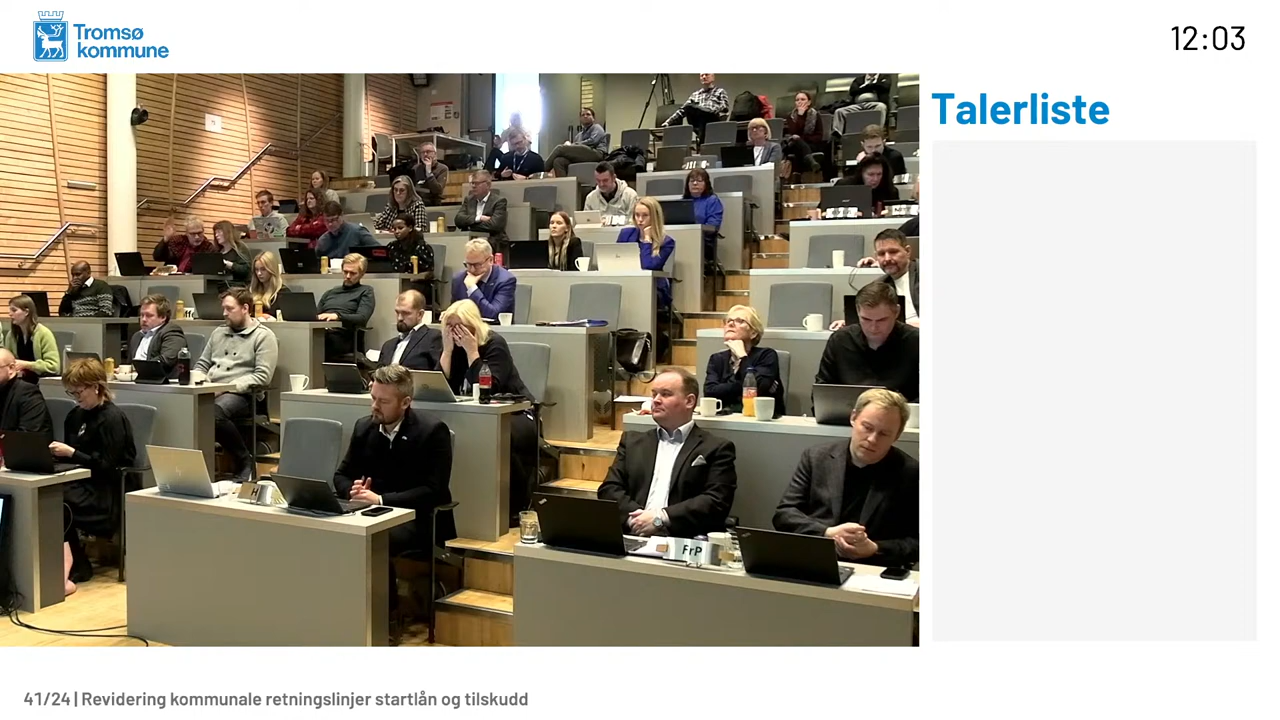 Tromsø
kommune
12:03
Talerliste
H
FrP
41/24 | Revidering kommunale retningslinjer startlån og tilskudd